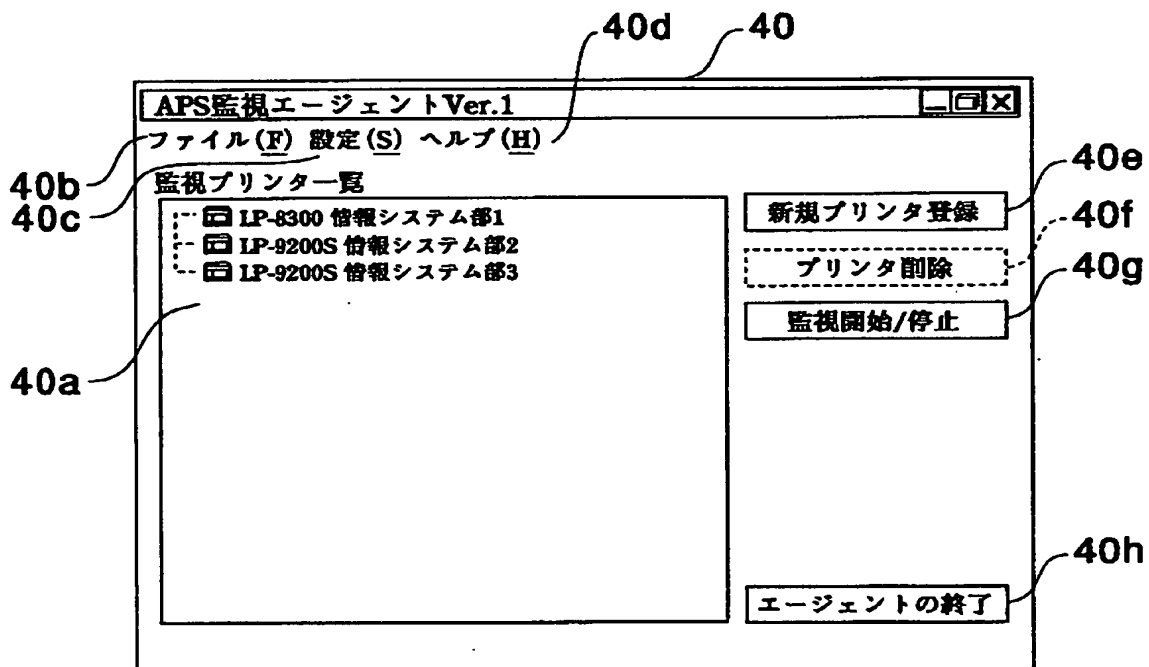 40d 40
APS監視エージェントVer.1
ファイル(F) 設定(S) ヘルプ(H)
40b
40c
監視プリンタ一覧
40e
LP-8300 情報システム部1
新規プリンタ登録
40f
LP-9200S 情報システム部2
プリンタ削除
40g
LP-9200S 情報システム部3
監視開始/停止
40a
40h
エージェントの終了